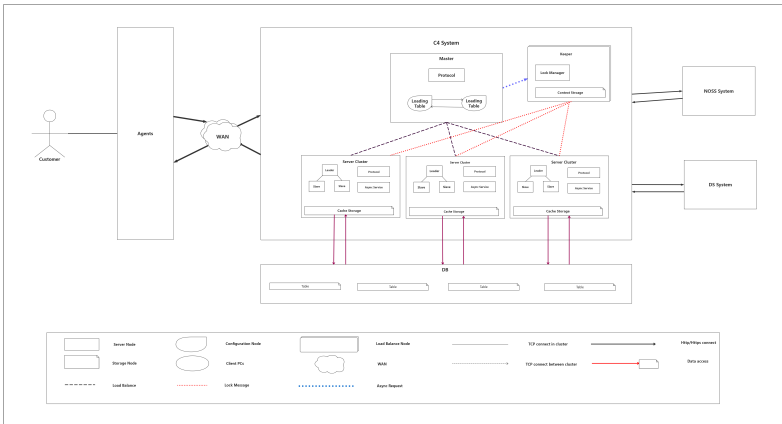 C4 System
Master
Protocol
Loading
Table
Loading
Table
Keeper
Lock Manager
Context Storage
NOSS System
Agents
WAN
Customer
DS System
Server Cluster
Leader
Slave
Slave
Protocol
Async Service
Cache Storage
Server Cluster
Leader
Slave
Slave
Protocol
Async Service
Cache Storage
Server Cluster
Leader
Slave
Slave
Protocol
Async Service
Cache Storage
DB
Table
Table
Table
Table
Server Node
Configuration Node
Load Balance Node
TCP connect in cluster
Http/Https connect
Storage Node
Client PCs
WAN
TCP connect between cluster
Data access
Load Balance
Lock Message
Async Request